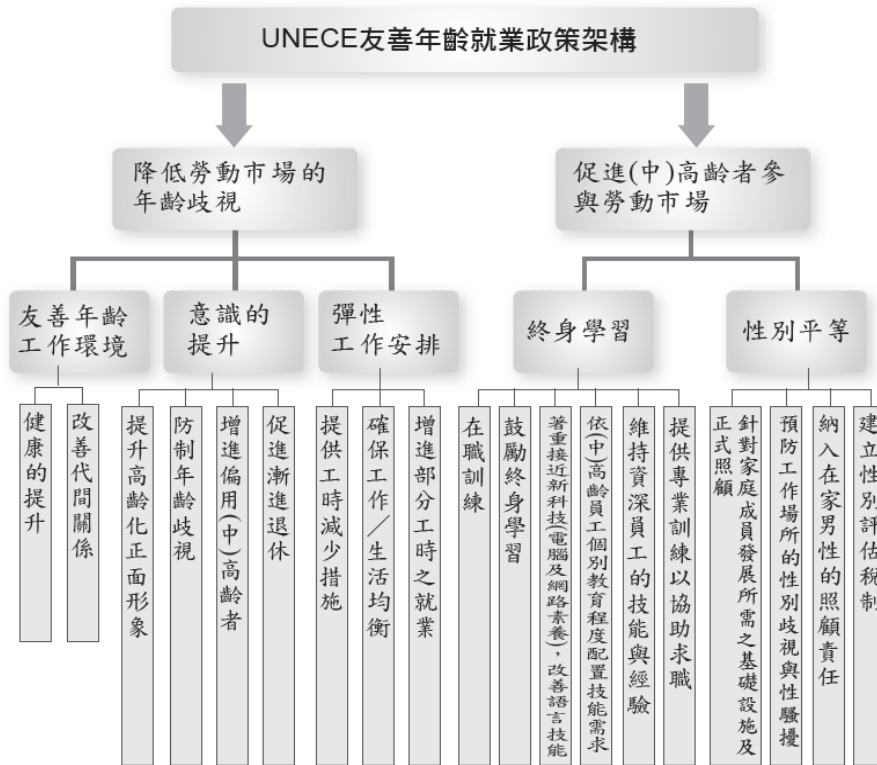 UNECE友善年齡就業政策架構
降低勞動市場的
年齡歧視
促進(中)高齡者參
與勞動市場
友善年齡
工作環境
意識的
提升
彈性
工作安排
終身學習
性別平等
健康的提升
改善代間關係
提升高齡化正面形象
防制年齡歧視
增進僱用(中)高齡者
促進漸進退休
提供工時減少措施
確保工作／生活均衡
增進部分工時之就業
在職訓練
鼓勵終身學習
著重接近新科技(電腦及網路素養)，改善語言技能
依(中)高齡員工個別教育程度配置技能需求
維持資深員工的技能與經驗
提供專業訓練以協助求職
針對家庭成員發展所需之基礎設施及
正式照顧
預防工作場所的性別歧視與性騷擾
納入在家男性的照顧責任
建立性別評估稅制